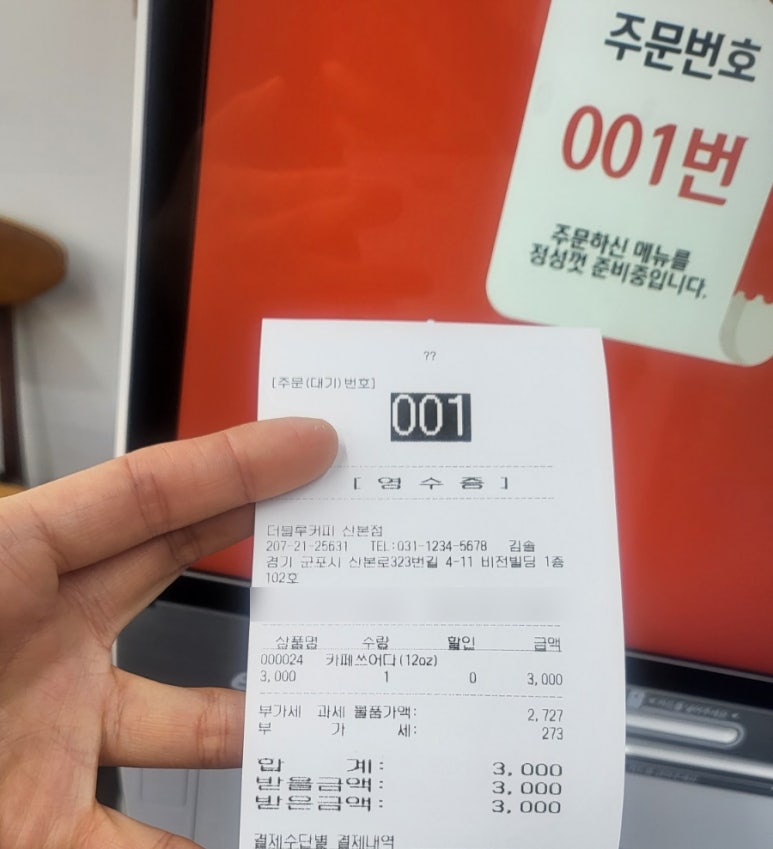 주문번호
001번
주문하신 메뉴를
정성껏 준비중입니다.
??
[주문(대기)번호]
001
[ 영 수 증 ]
더블루커피 산본점
207-21-25631 TEL:031-1234-5678 김솔
경기 군포시 산본로323번길 4-11 비전빌딩 1층
102호
상품명 수량 할인 금액
000024 카페쓰어다(12oz)
3,000 1 0 3,000
부가세 과세 물품가액: 2,727
부 가 세: 273
합 계: 3,000
받을금액: 3,000
받은금액: 3,000
결제수단별 결제내역